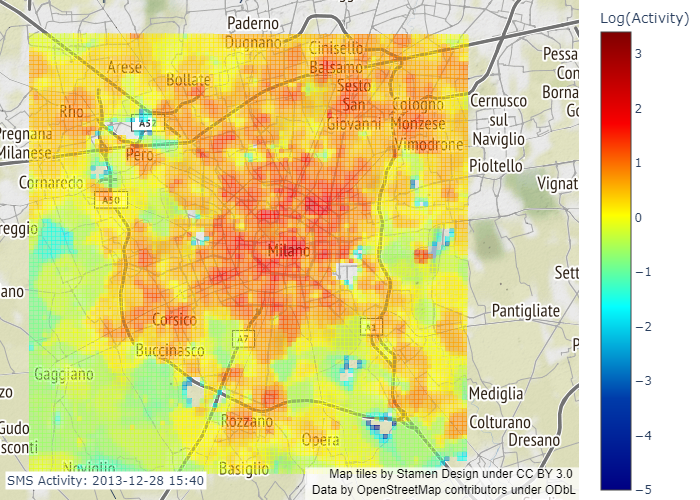 Paderno
Dugnano
Cinisello
Balsamo
Arese
Bollate
Sesto
San
Giovanni
Cologno
Monzese
Vimodrone
Rho
A52
Pero
Pregnana
Milanese
Cornaredo
A50
reggio
ano
Milano
Corsico
Buccinasco
A7
A1
Gaggiano
zo
Gudo
sconti
Rozzano
Opera
Noviglio
Basiglio
Pessa
Con
Borna
Go
Cernusco
sul
Naviglio
Pioltello
Vignat
Sett
Pantigliate
P
Mediglia
Colturano
Dresano
SMS Activity: 2013-12-28 15:40
Map tiles by Stamen Design under CC BY 3.0
Data by OpenStreetMap contributors under ODbL
Log(Activity)
3
2
1
0
−1
−2
−3
−4
−5